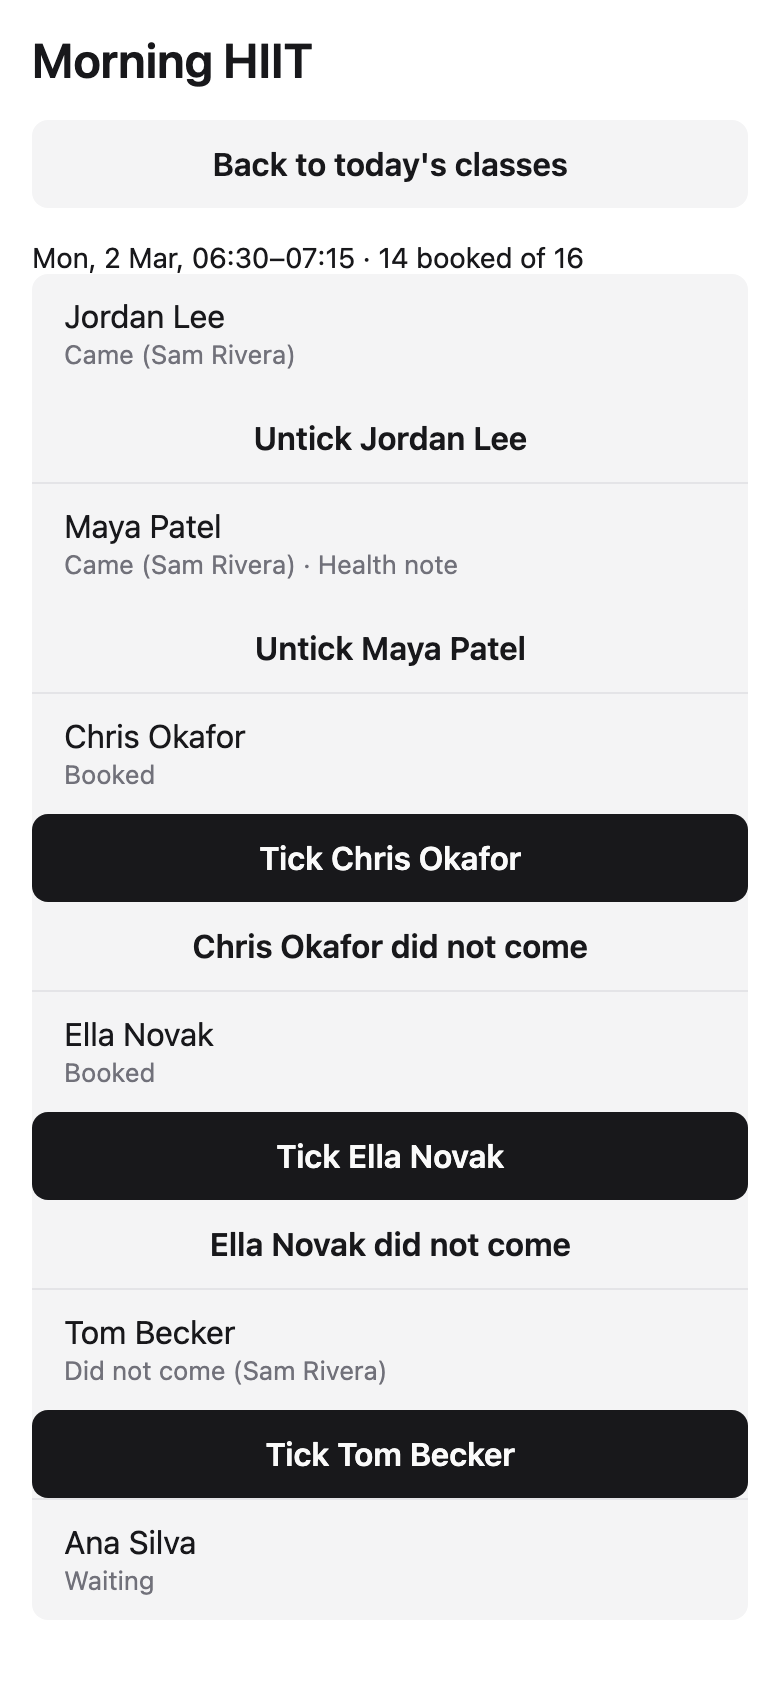 Morning HIIT
Back to today's classes
Mon, 2 Mar, 06:30–07:15 · 14 booked of 16
Jordan Lee
Came (Sam Rivera)
Untick Jordan Lee
Maya Patel
Came (Sam Rivera) · Health note
Untick Maya Patel
Chris Okafor
Booked
Tick Chris Okafor
Chris Okafor did not come
Ella Novak
Booked
Tick Ella Novak
Ella Novak did not come
Tom Becker
Did not come (Sam Rivera)
Tick Tom Becker
Ana Silva
Waiting